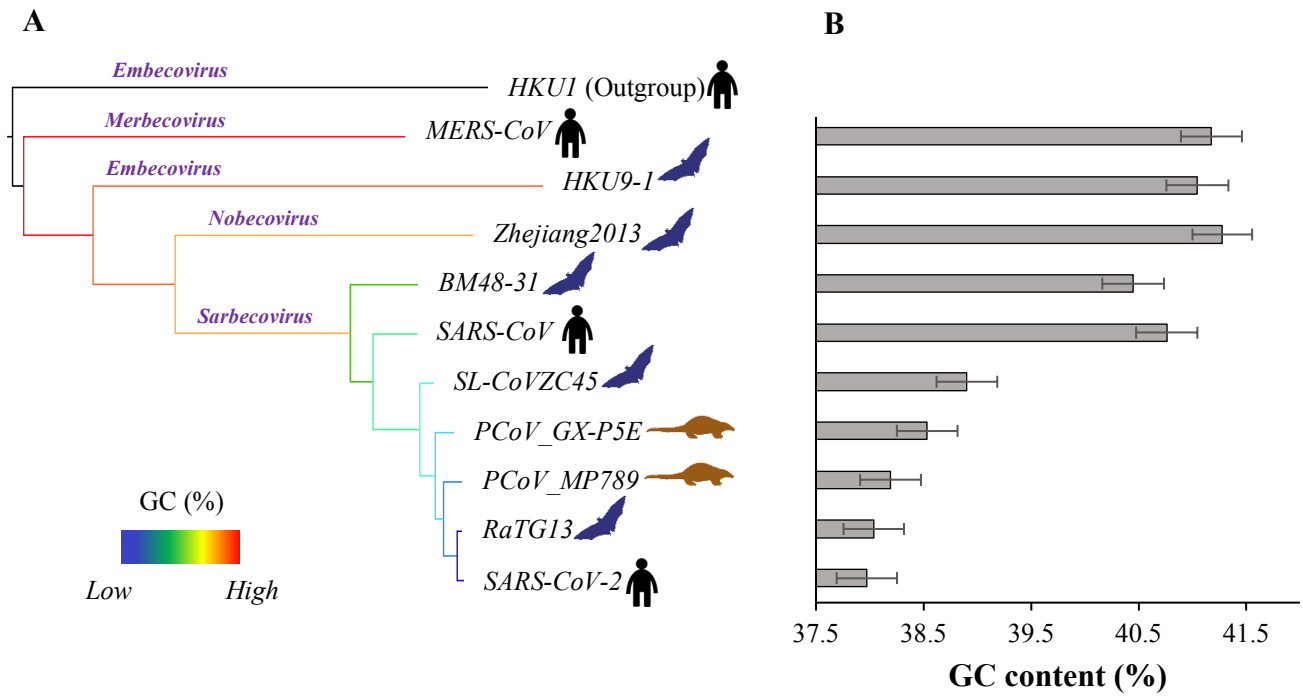 A
B
Embecovirus
HKU1 (Outgroup)
Merbecovirus
MERS-CoV
Embecovirus
HKU9-1
Nobecovirus
Zhejiang2013
BM48-31
Sarbecovirus
SARS-CoV
SL-CoVZC45
PCoV_GX-P5E
PCoV_MP789
GC (%)
RaTG13
Low
High
SARS-CoV-2
37.5
38.5
39.5
40.5
41.5
GC content (%)